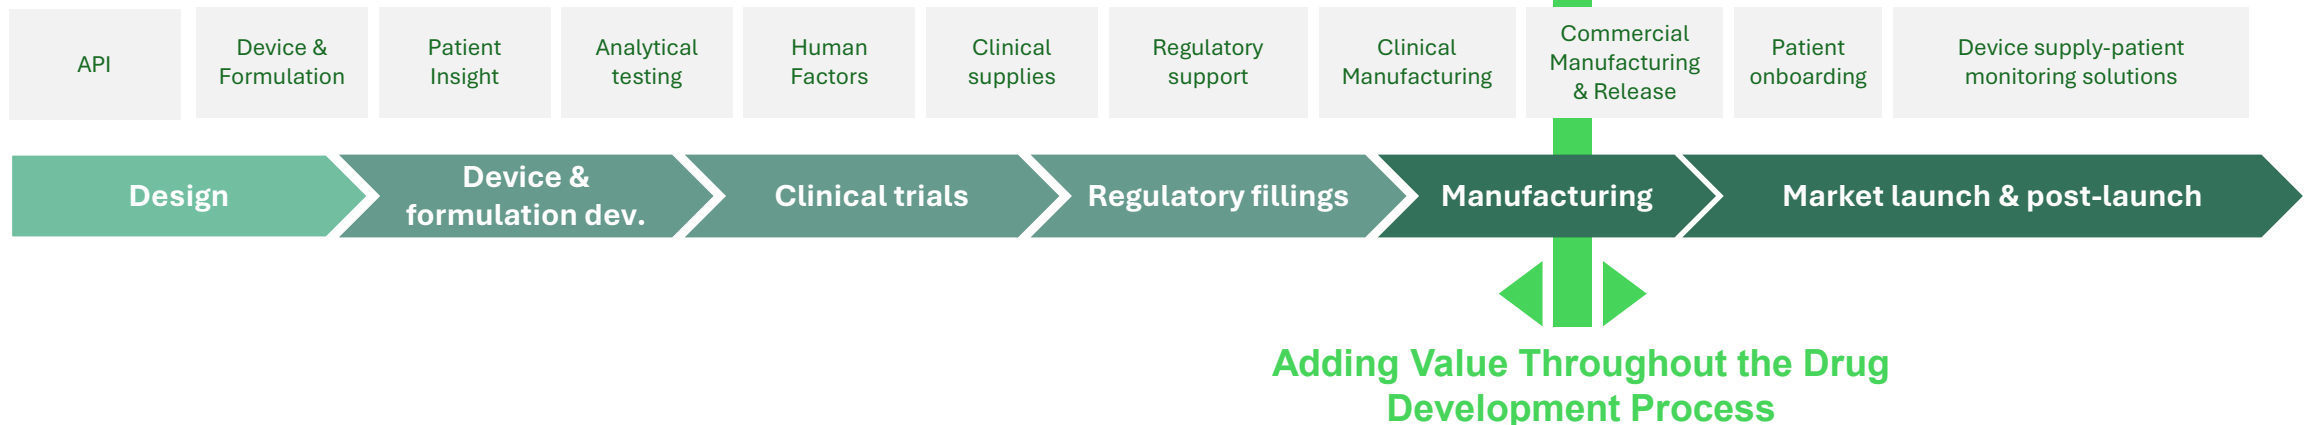 API
Device &
Formulation
Patient
Insight
Analytical
testing
Human
Factors
Clinical
supplies
Regulatory
support
Clinical
Manufacturing
Commercial
Manufacturing
& Release
Patient
onboarding
Device supply-patient
monitoring solutions
Design
Device &
formulation dev.
Clinical trials
Regulatory fillings
Manufacturing
Market launch & post-launch
Adding Value Throughout the Drug
Development Process